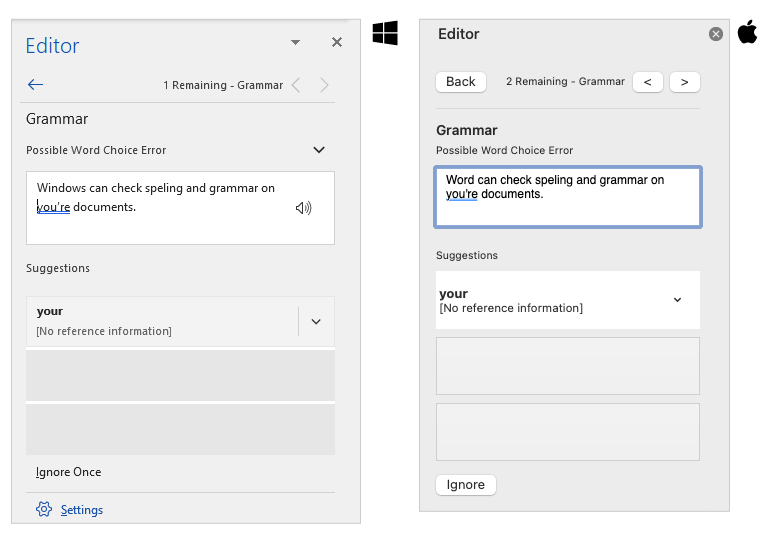 Editor
1 Remaining - Grammar
Grammar
Possible Word Choice Error
Windows can check speling and grammar on
you're documents.
Suggestions
your
[No reference information]
Ignore Once
Settings
Editor
Back
2 Remaining - Grammar
<
>
Grammar
Possible Word Choice Error
Word can check speling and grammar on
you're documents.
Suggestions
your
[No reference information]
Ignore